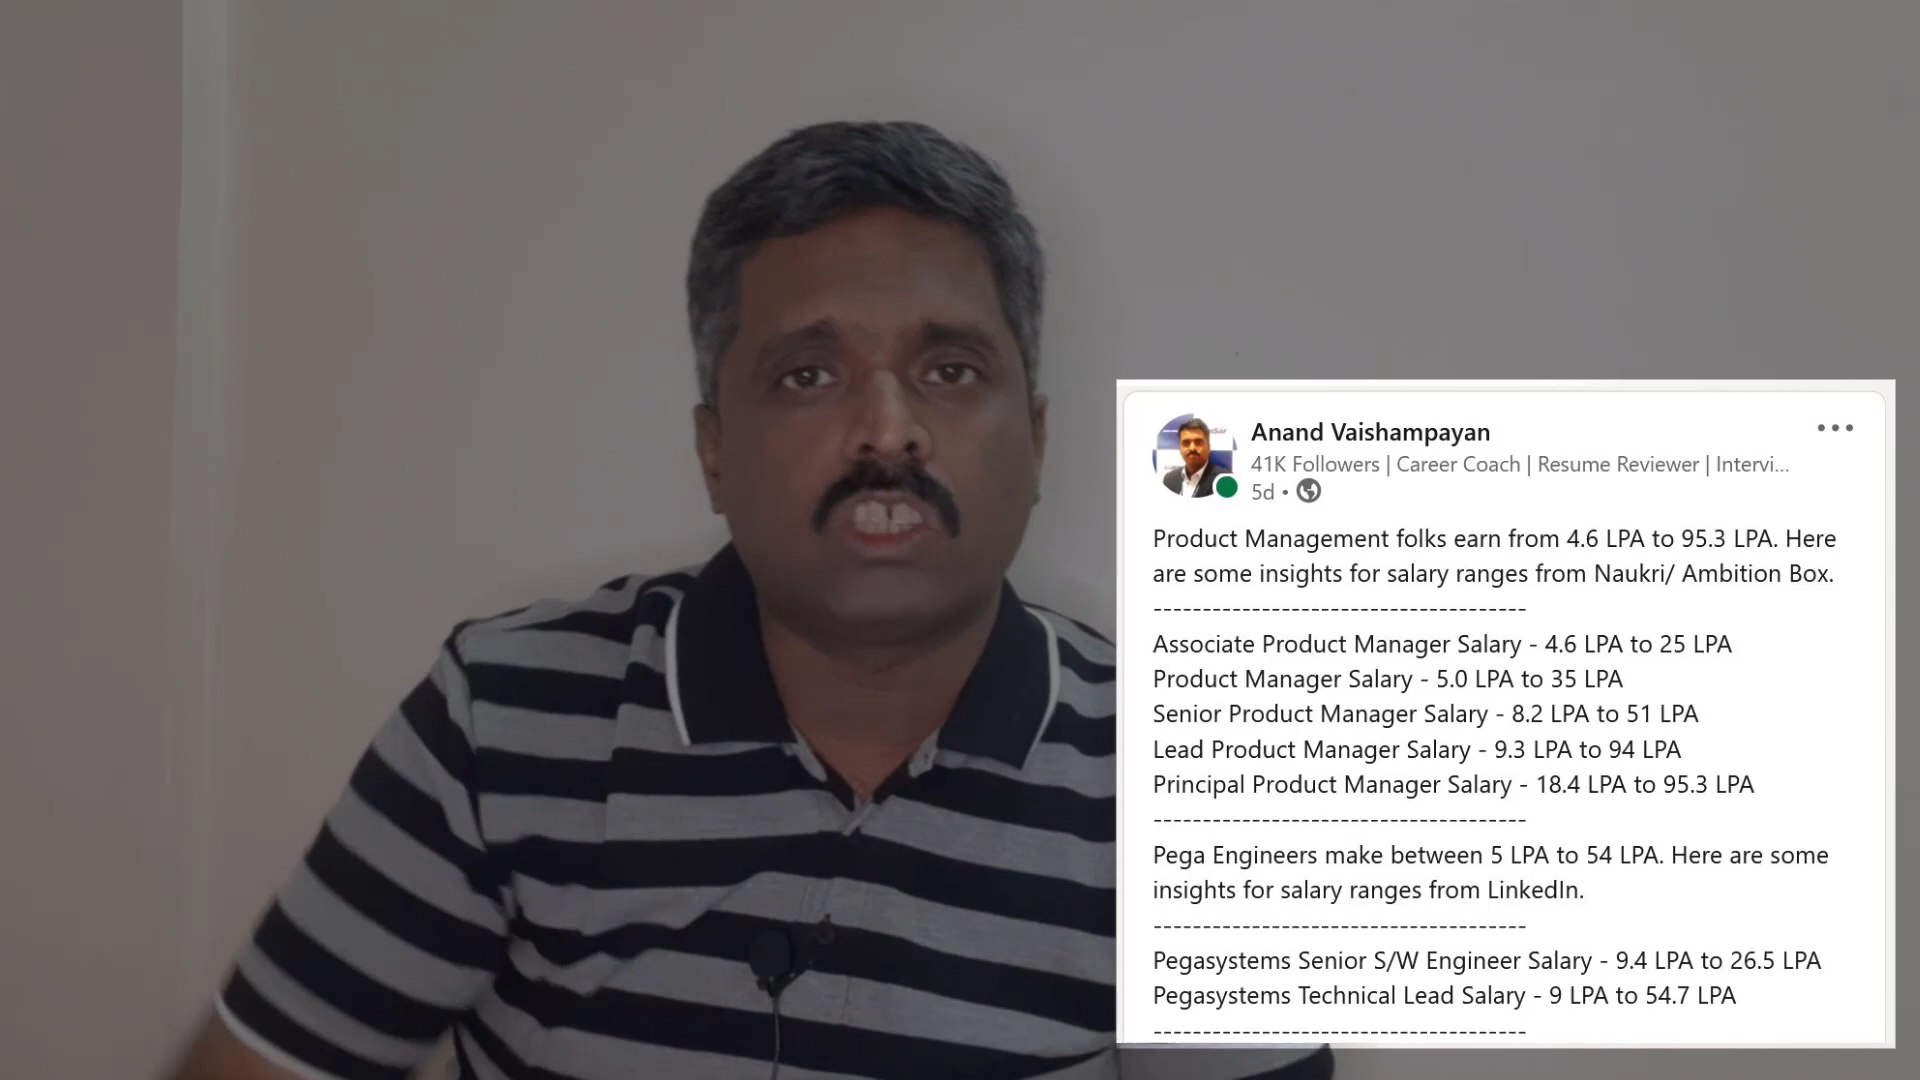 Anand Vaishampayan
41K Followers | Career Coach | Resume Reviewer | Intervi...
5d •
Product Management folks earn from 4.6 LPA to 95.3 LPA. Here
are some insights for salary ranges from Naukri/ Ambition Box.
--------------------------------------
Associate Product Manager Salary - 4.6 LPA to 25 LPA
Product Manager Salary - 5.0 LPA to 35 LPA
Senior Product Manager Salary - 8.2 LPA to 51 LPA
Lead Product Manager Salary - 9.3 LPA to 94 LPA
Principal Product Manager Salary - 18.4 LPA to 95.3 LPA
--------------------------------------
Pega Engineers make between 5 LPA to 54 LPA. Here are some
insights for salary ranges from LinkedIn.
--------------------------------------
Pegasystems Senior S/W Engineer Salary - 9.4 LPA to 26.5 LPA
Pegasystems Technical Lead Salary - 9 LPA to 54.7 LPA
--------------------------------------